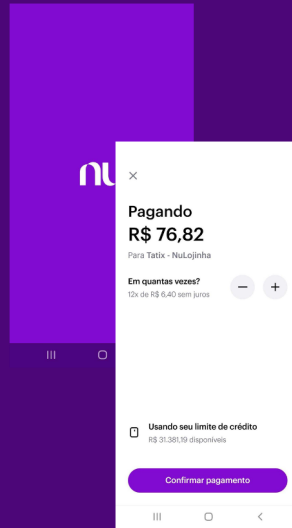 nu
Pagando
R$ 76,82
Para Tatix - NuLojinha
Em quantas vezes?
12x de R$ 6,40 sem juros
Usando seu limite de crédito
R$ 31.381,19 disponíveis
Confirmar pagamento